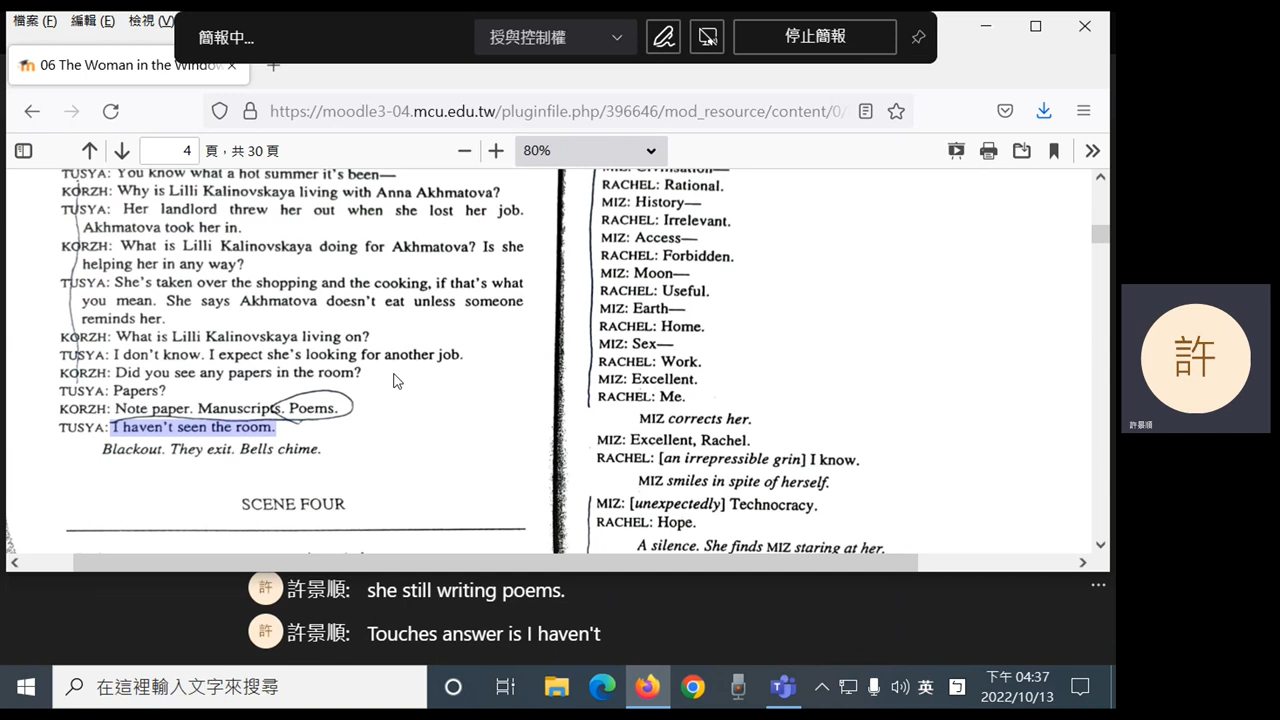 檔案 (F) 編輯 (E) 檢視 (V)
簡報中...
授與控制權
停止簡報
06 The Woman in the Window
https://moodle3-04.mcu.edu.tw/pluginfile.php/396646/mod_resource/content/0/
4 頁，共 30 頁
80%
TUSYA: You know what a hot summer it's been—
KORZH: Why is Lilli Kalinovskaya living with Anna Akhmatova?
TUSYA: Her landlord threw her out when she lost her job.
Akhmatova took her in.
KORZH: What is Lilli Kalinovskaya doing for Akhmatova? Is she
helping her in any way?
TUSYA: She's taken over the shopping and the cooking, if that's what
you mean. She says Akhmatova doesn't eat unless someone
reminds her.
KORZH: What is Lilli Kalinovskaya living on?
TUSYA: I don't know. I expect she's looking for another job.
KORZH: Did you see any papers in the room?
TUSYA: Papers?
KORZH: Note paper. Manuscripts. Poems.
TUSYA: I haven't seen the room.
Blackout. They exit. Bells chime.
SCENE FOUR
MIZ: Civilisation—
RACHEL: Rational.
MIZ: History—
RACHEL: Irrelevant.
MIZ: Access—
RACHEL: Forbidden.
MIZ: Moon—
RACHEL: Useful.
MIZ: Earth—
RACHEL: Home.
MIZ: Sex—
RACHEL: Work.
MIZ: Excellent.
RACHEL: Me.
MIZ corrects her.
MIZ: Excellent, Rachel.
RACHEL: [an irrepressible grin] I know.
MIZ smiles in spite of herself.
MIZ: [unexpectedly] Technocracy.
RACHEL: Hope.
A silence. She finds MIZ staring at her.
許
許景順
許 許景順: she still writing poems.
許 許景順: Touches answer is I haven't
在這裡輸入文字來搜尋
英
下午 04:37
2022/10/13